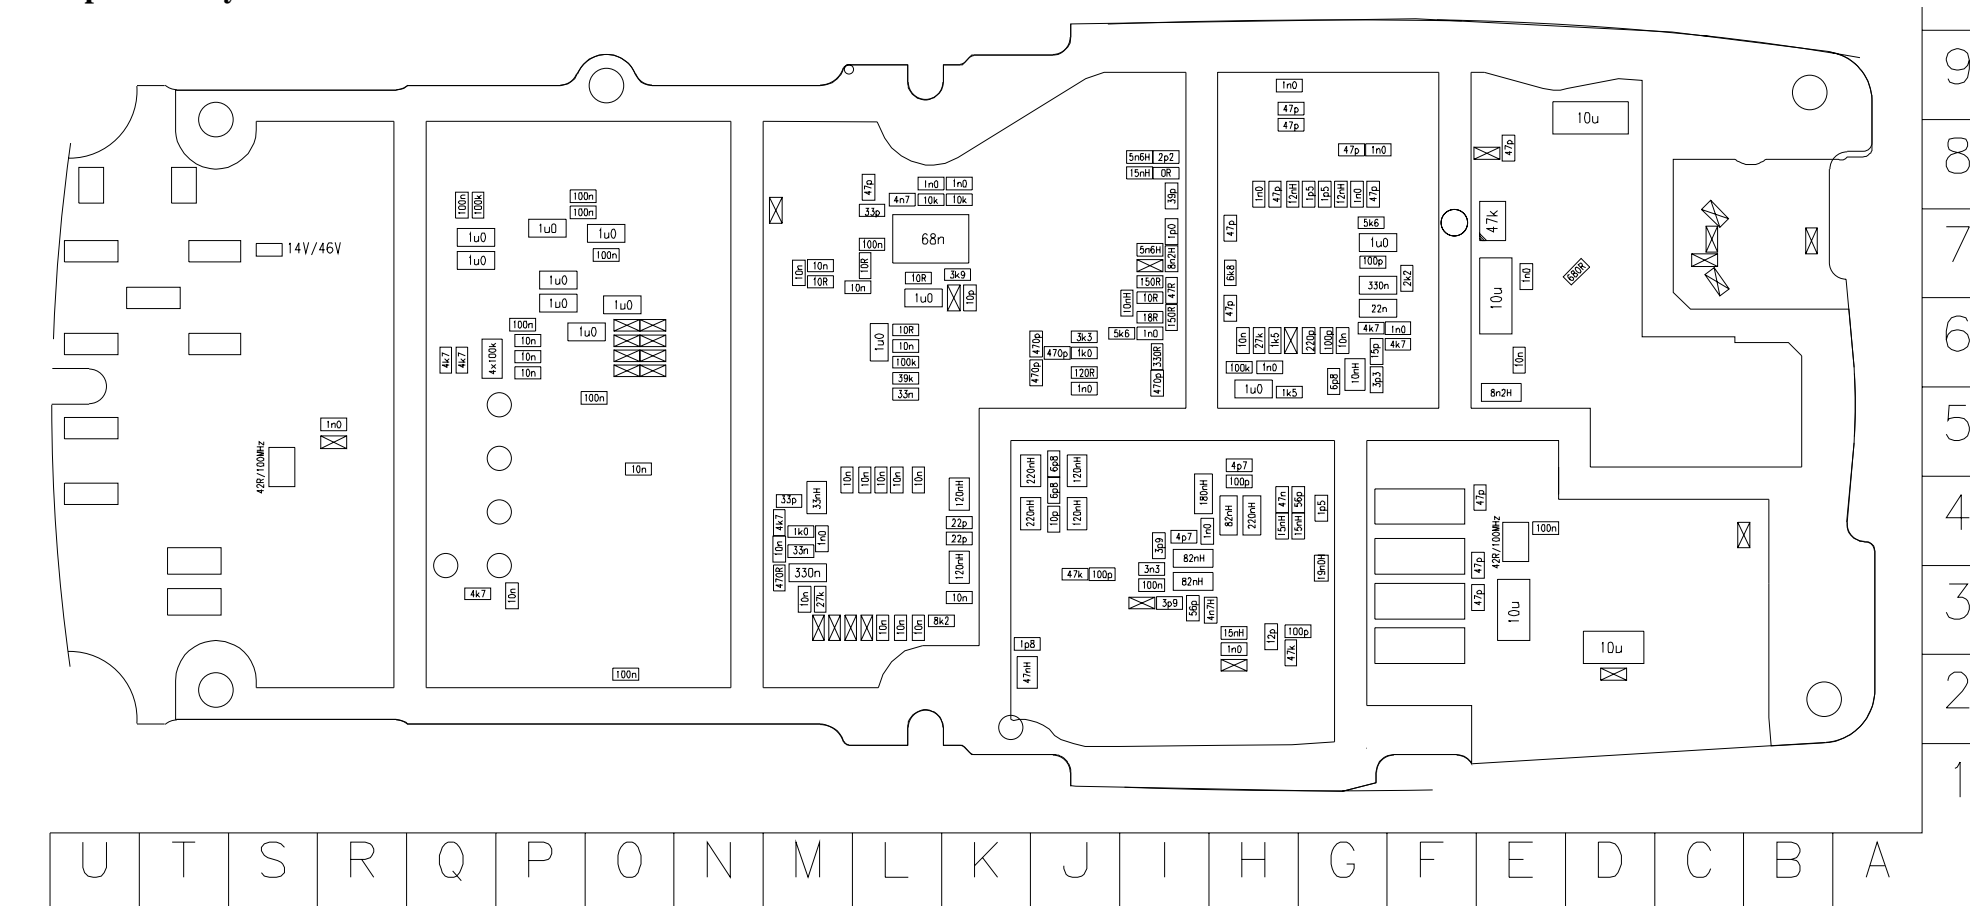 9
1n0
10u
47p
47p
8
47p
1n0
47p
5n6H
2p2
15nH
0R
47p
1n0
1n0
39p
1n0
47p
12nH
1p5
1p5
12nH
1n0
47p
100n
100k
100n
100n
4n7
10k
10k
33p
1u0
1u0
1u0
68n
1p0
47p
5k6
47k
7
14V/46V
1u0
100n
100n
5n6H
8n2H
1u0
100p
10n
10n
10R
10R
10R
3k9
6k8
2k2
1n0
680R
1u0
10n
1u0
10p
150R
47R
330n
10u
1u0
1u0
10nH
10R
47p
22n
100n
1u0
10R
18R
150R
4k7
1n0
6
10n
1u0
10n
470p
3k3
5k6
1n0
10n
27k
1k5
220p
100p
10n
15p
4k7
4k7
4k7
4x100k
10n
100k
470p
1k0
330R
10n
10n
39k
470p
120R
100k
1n0
6p8
10nH
3p3
100n
33n
1n0
470p
1u0
1k5
8n2H
1n0
5
42R/100MHz
10n
10n
10n
10n
10n
10n
220nH
6p8
120nH
4p7
100p
33p
33nH
120nH
6p8
180nH
47n
56p
1p5
47p
4
4k7
22p
220nH
10p
120nH
82nH
220nH
15nH
15nH
1k0
1n0
22p
4p7
1n0
42R/100MHz
100n
10n
33n
3p9
82nH
470R
330n
120nH
47k
100p
3n3
19n0H
47p
4k7
10n
10n
27k
10n
100n
82nH
47p
10u
3
3p9
56p
4n7H
10n
10n
10n
8k2
15nH
12p
100p
1p8
1n0
47k
10u
100n
47nH
2
1
U T S R Q P O N M L K J I H G F E D C B A